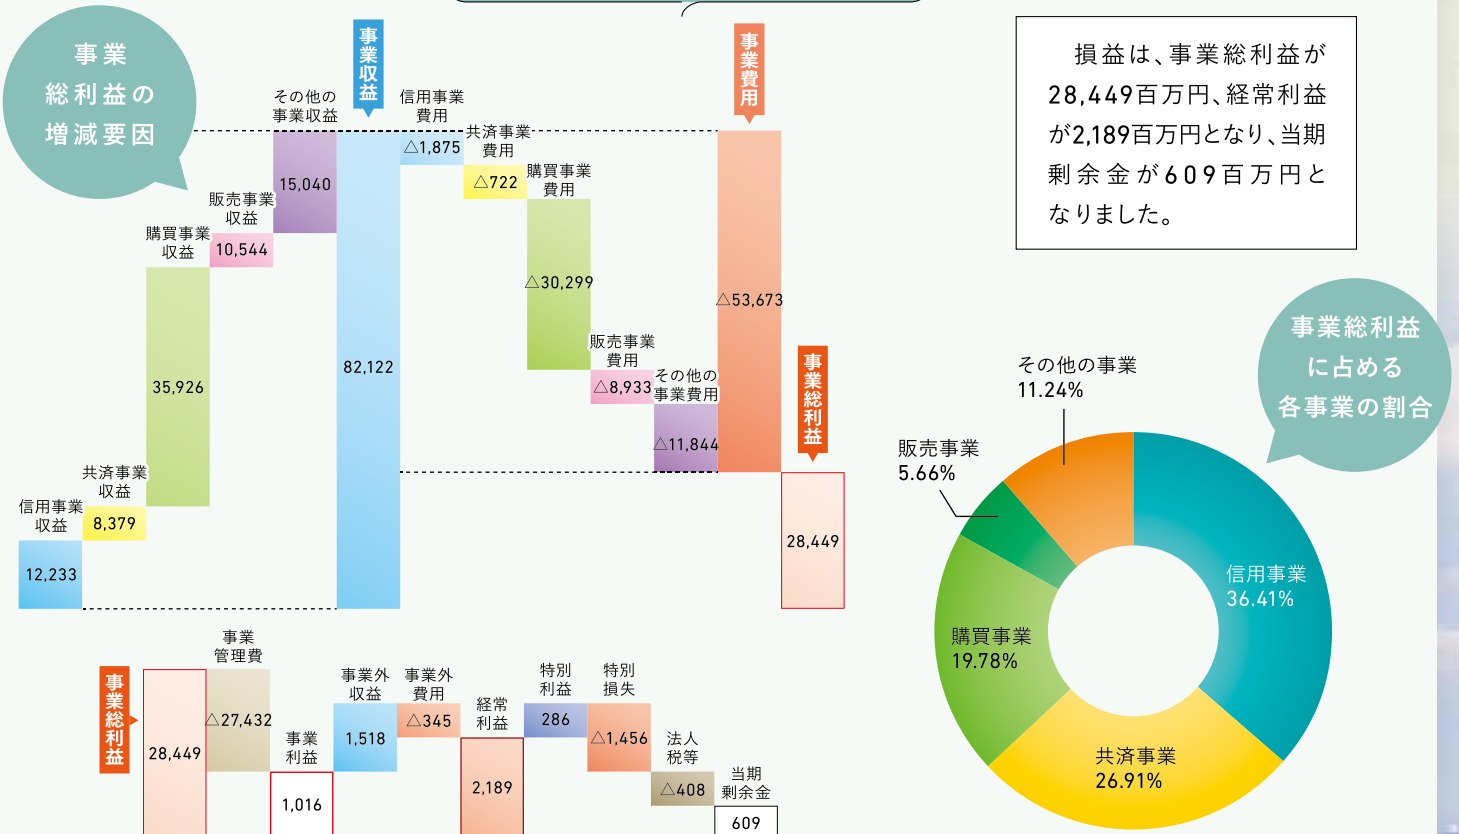 事業
総利益の
増減要因
事業収益
事業費用
その他の
事業収益
15,040
信用事業
費用
△1,875
共済事業
費用
△722
購買事業
費用
△30,299
販売事業
収益
10,544
購買事業
収益
35,926
82,122
△53,673
販売事業
費用
△8,933
その他の
事業費用
△11,844
事業総利益
28,449
共済事業
収益
8,379
信用事業
収益
12,233
損益は、事業総利益が
28,449百万円、経常利益
が2,189百万円となり、当期
剰余金が609百万円と
なりました。
事業総利益
に占める
各事業の割合
その他の事業
11.24%
販売事業
5.66%
信用事業
36.41%
購買事業
19.78%
共済事業
26.91%
事業総利益
28,449
事業
管理費
△27,432
事業
利益
1,016
事業外
収益
1,518
事業外
費用
△345
経常
利益
2,189
特別
利益
286
特別
損失
△1,456
法人
税等
△408
当期
剰余金
609